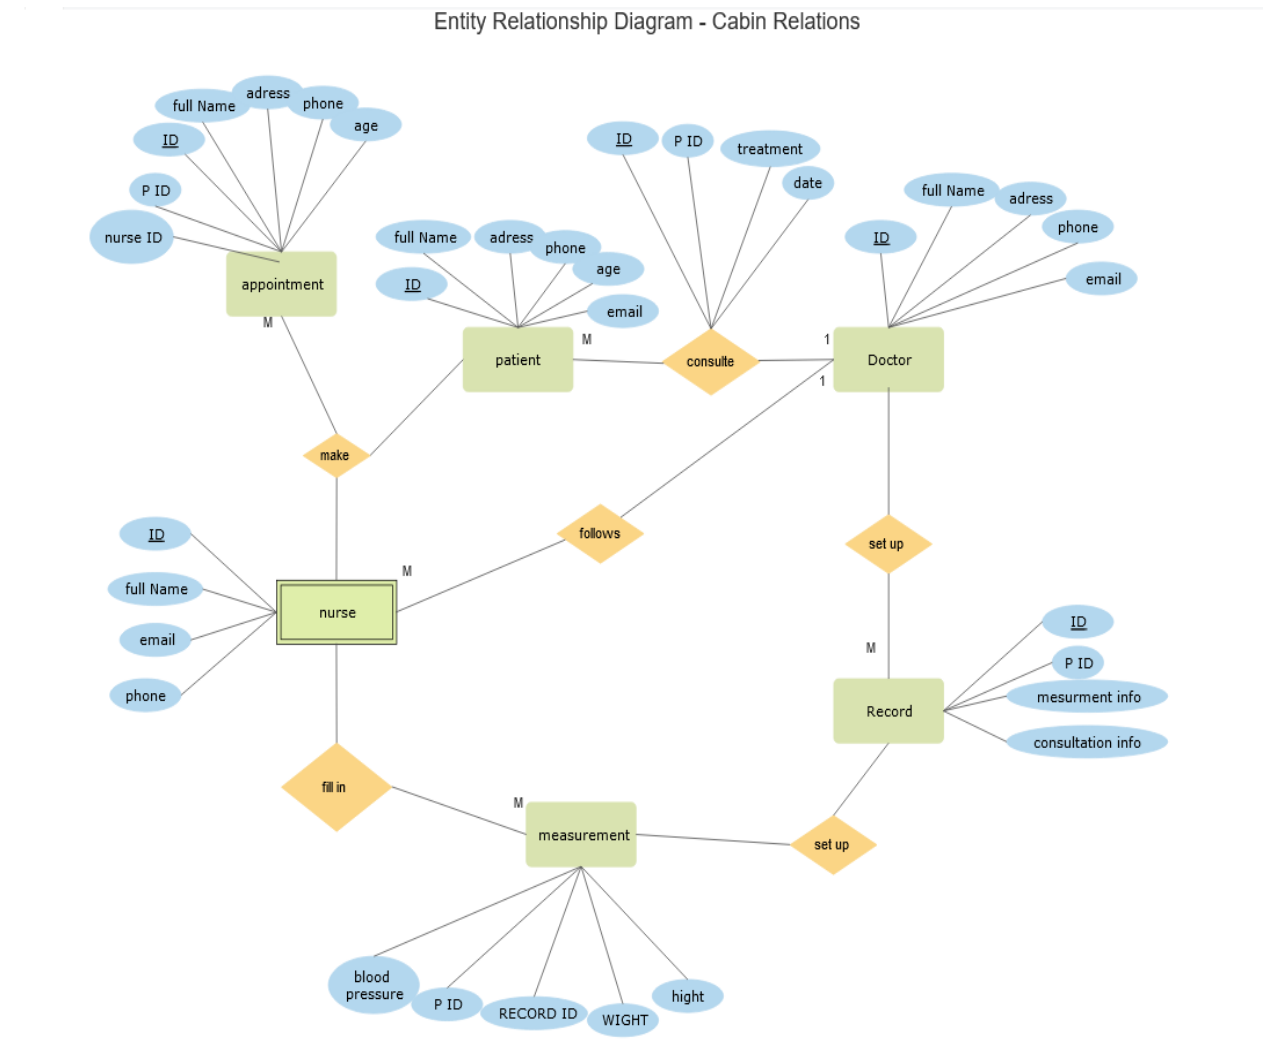 Entity Relationship Diagram - Cabin Relations
full Name
adress
phone
age
ID
P ID
nurse ID
appointment
M
full Name
adress
phone
age
ID
email
patient
M
ID
P ID
treatment
date
consulte
1
1
full Name
adress
phone
ID
email
Doctor
make
follows
set up
ID
full Name
email
phone
nurse
M
M
ID
P ID
mesurment info
consultation info
Record
fill in
M
measurement
set up
blood
pressure
P ID
RECORD ID
WIGHT
hight